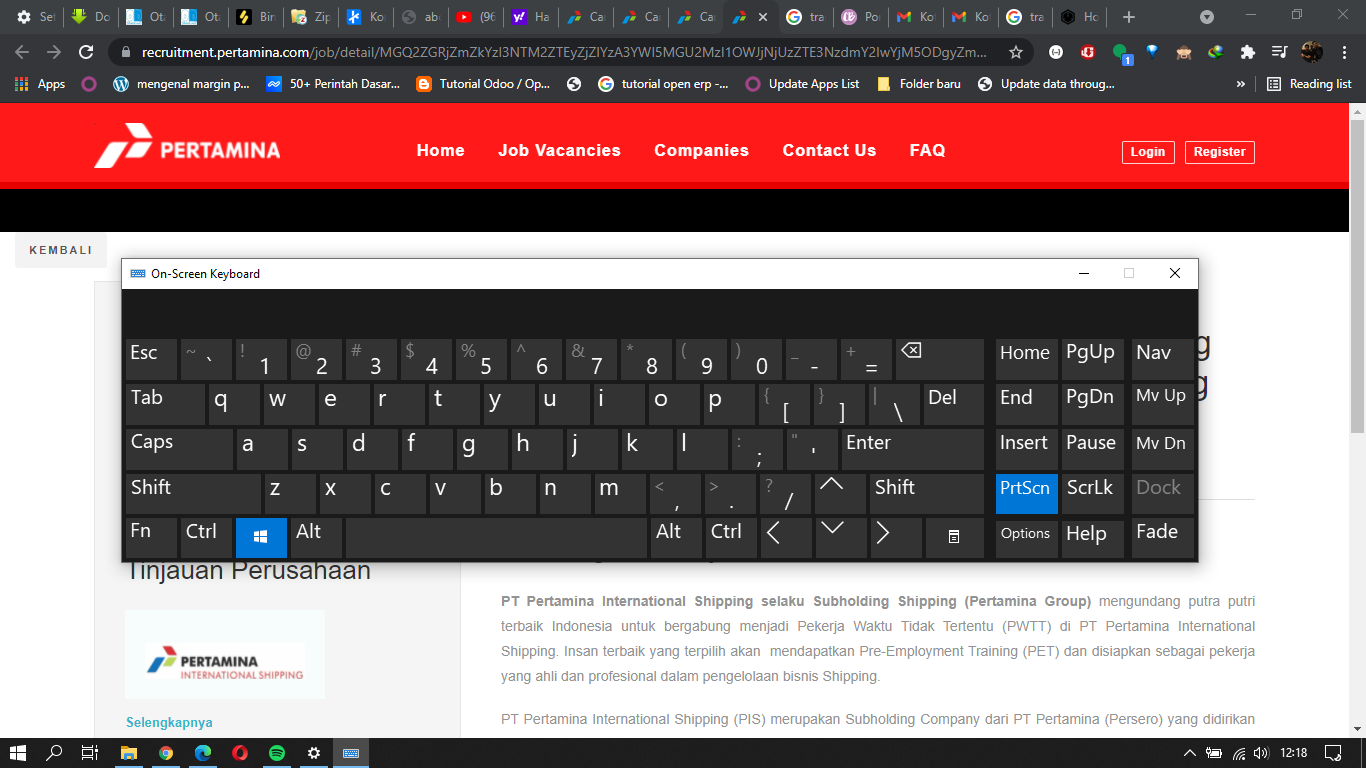 Set
Do
Ota
Ota
Bin
Zip
Ko
abo
(96
Ha
Ca
Ca
Ca
tra
Po
Ko
Ko
tra
Ho
recruitment.pertamina.com/job/detail/MGQ2ZGRjZmZkYzI3NTM2ZTEyZjZlYzA3YWI5MGU2MzI1OWJjNjUzZTE3NzdmY2IwYjM5ODgyZm...
Apps mengenal margin p... 50+ Perintah Dasar... Tutorial Odoo / Op... tutorial open erp -... Update Apps List Folder baru Update data throug... » Reading list
PERTAMINA
Home Job Vacancies Companies Contact Us FAQ
Login Register
KEMBALI
On-Screen Keyboard
Esc ~ ` ! 1 @ 2 # 3 $ 4 % 5 ^ 6 & 7 * 8 ( 9 ) 0 _ - + = Home PgUp Nav
Tab q w e r t y u i o p { [ } ] | \ Del End PgDn Mv Up
Caps a s d f g h j k l : ; " ' Enter Insert Pause Mv Dn
Shift z x c v b n m < , > . ? / Shift PrtScn ScrLk Dock
Fn Ctrl Alt Alt Ctrl Options Help Fade
g
g
Tinjauan Perusahaan
PERTAMINA
INTERNATIONAL SHIPPING
Selengkapnya
PT Pertamina International Shipping selaku Subholding Shipping (Pertamina Group) mengundang putra putri
terbaik Indonesia untuk bergabung menjadi Pekerja Waktu Tidak Tertentu (PWTT) di PT Pertamina International
Shipping. Insan terbaik yang terpilih akan mendapatkan Pre-Employment Training (PET) dan disiapkan sebagai pekerja
yang ahli dan profesional dalam pengelolaan bisnis Shipping.
PT Pertamina International Shipping (PIS) merupakan Subholding Company dari PT Pertamina (Persero) yang didirikan
12:18